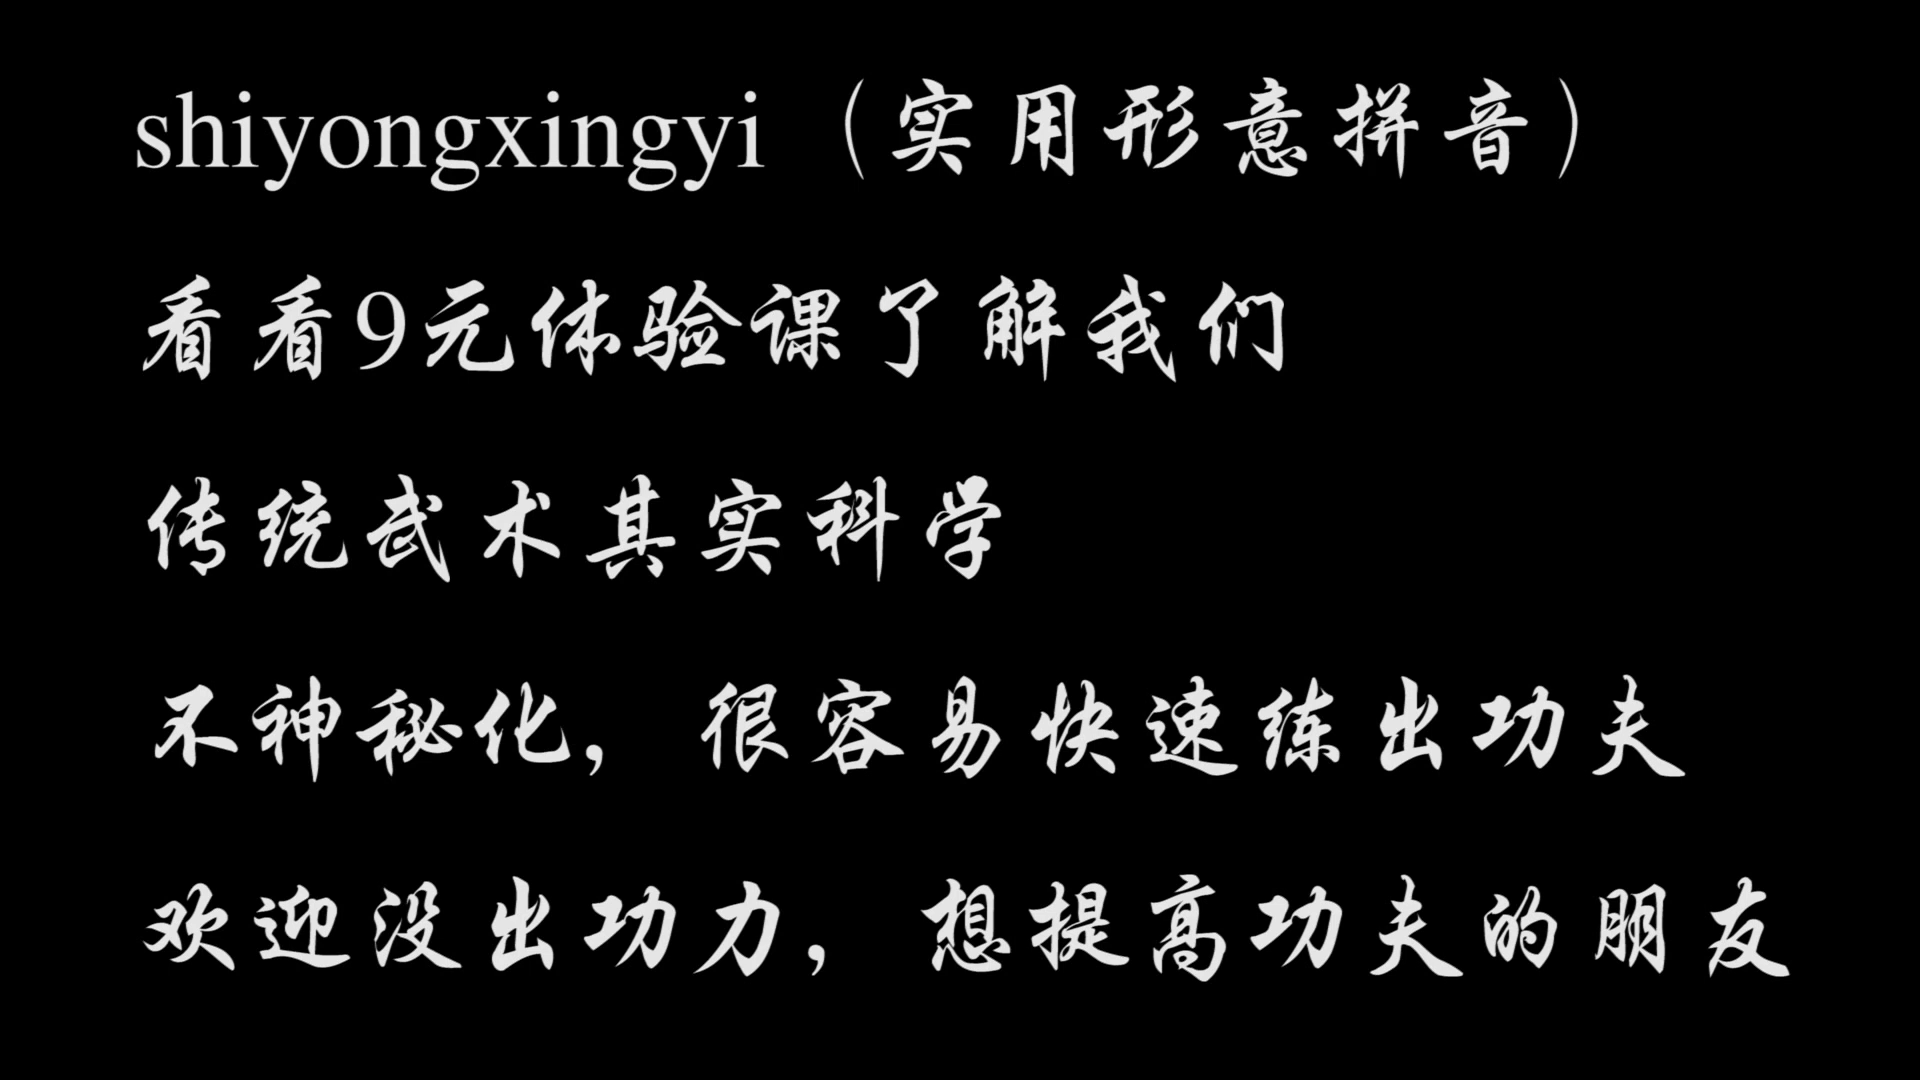 shiyongxingyi（实用形意拼音）
看看9元体验课了解我们
传统武术其实科学
不神秘化，很容易快速练出功夫
欢迎没出功力，想提高功夫的朋友